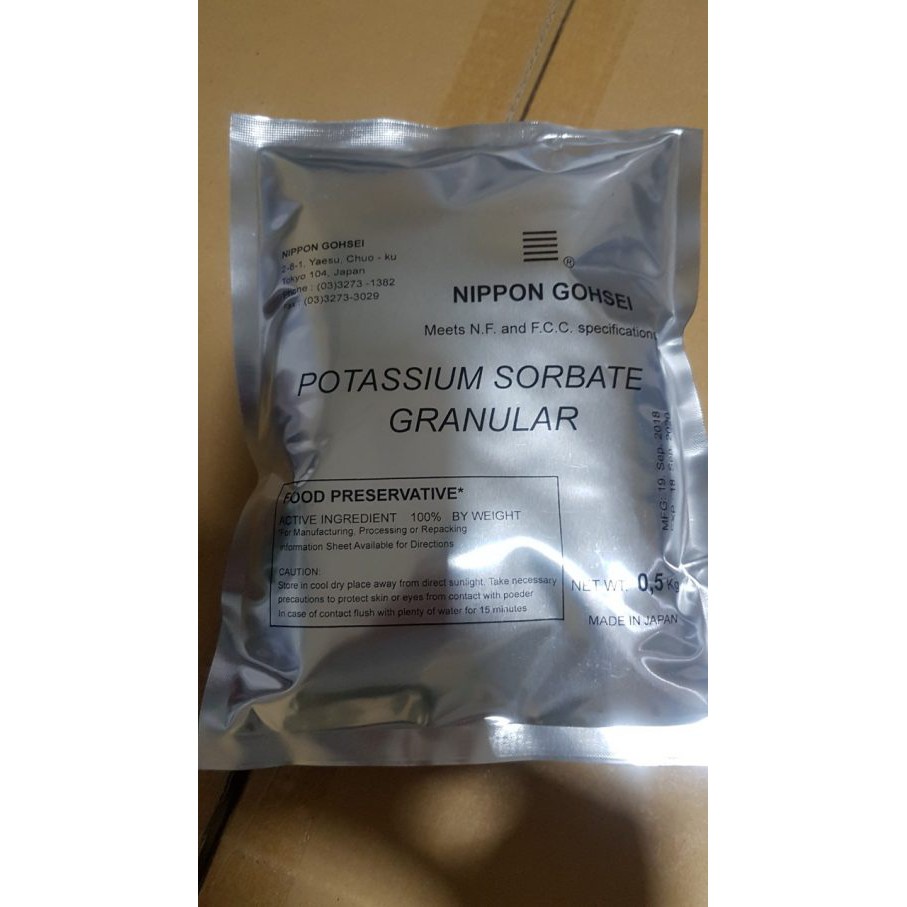 NIPPON GOHSEI
2-8-1, Yaesu, Chuo - ku
Tokyo 104, Japan
Phone : (03)3273 -1382
Fax : (03)3273-3029
®
NIPPON GOHSEI
Meets N.F. and F.C.C. specification
POTASSIUM SORBATE
GRANULAR
MFG: 19 Sep. 2018
18 Sep. 2020
FOOD PRESERVATIVE*
ACTIVE INGREDIENT 100% BY WEIGHT
*For Manufacturing, Processing or Repacking
Information Sheet Available for Directions
CAUTION:
Store in cool dry place away from direct sunlight. Take necessary
precautions to protect skin or eyes from contact with poeder
In case of contact flush with plenty of water for 15 minutes
NET WT. 0,5 Kg
MADE IN JAPAN